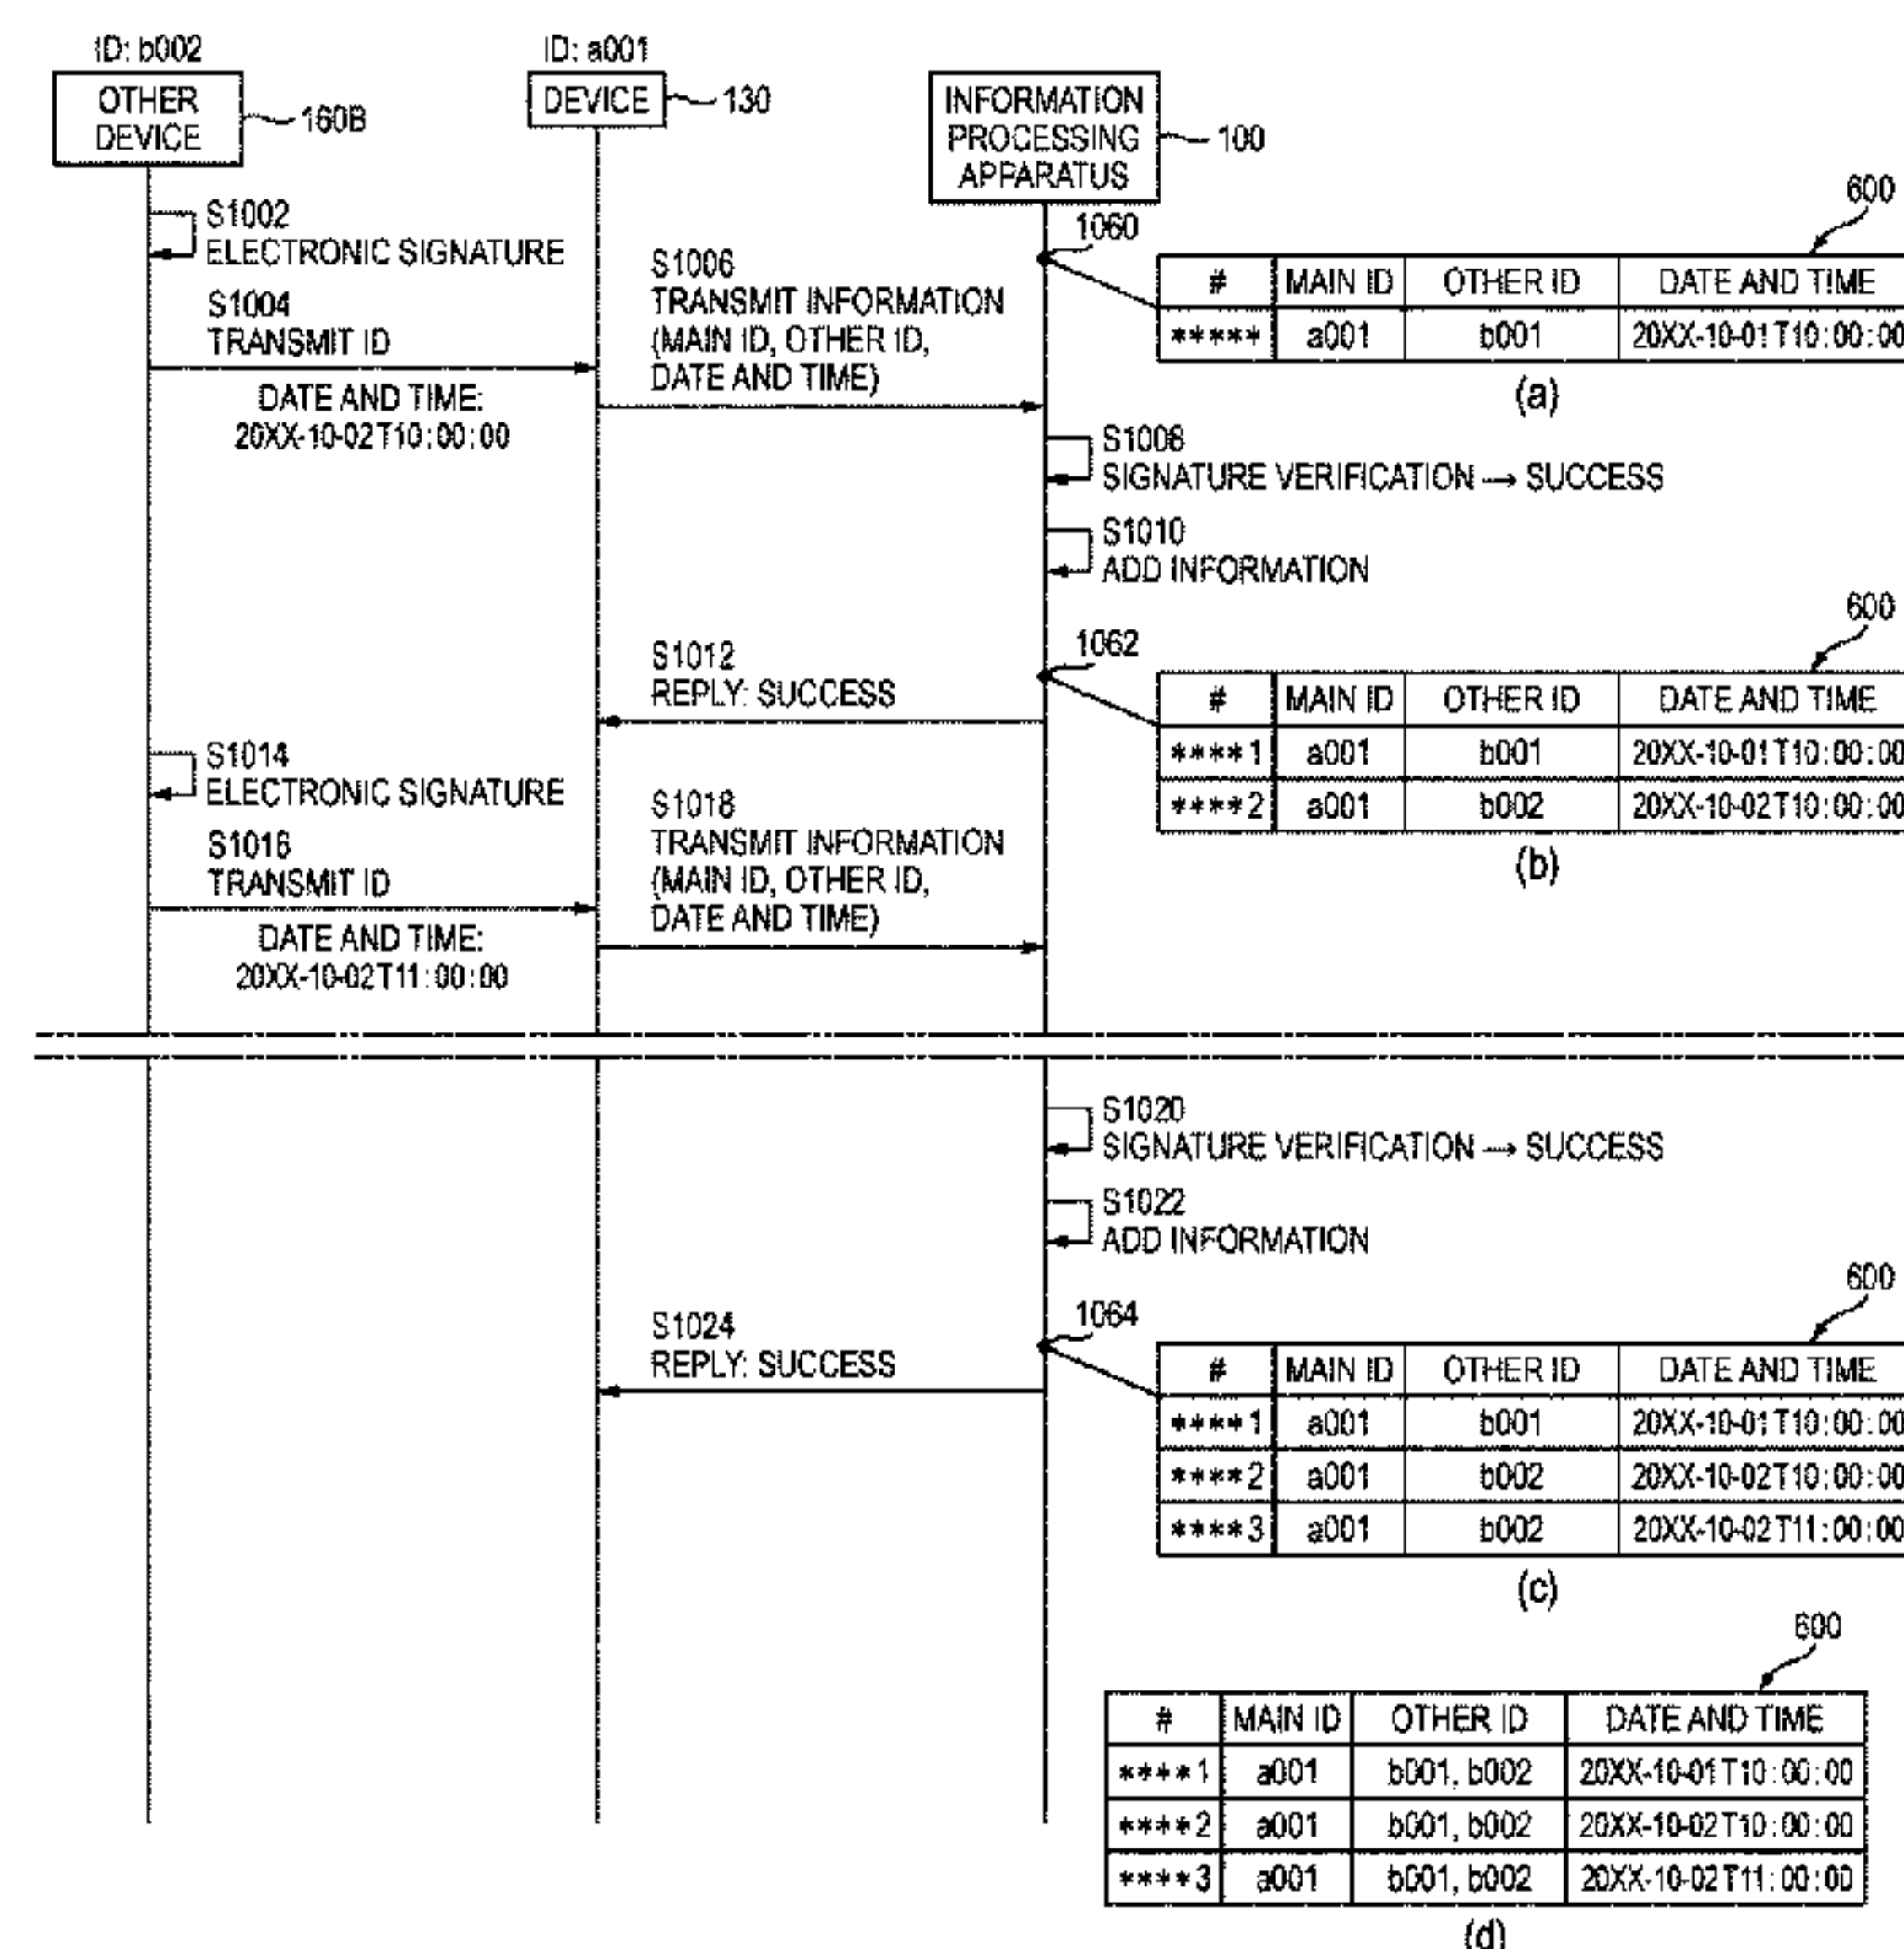 ID: b002
OTHER
DEVICE
160B
ID: a001
DEVICE
130
INFORMATION
PROCESSING
APPARATUS
100
S1002
ELECTRONIC SIGNATURE
S1004
TRANSMIT ID
DATE AND TIME:
20XX-10-02T10:00:00
S1006
TRANSMIT INFORMATION
(MAIN ID, OTHER ID,
DATE AND TIME)
1060
600
# MAIN ID OTHER ID DATE AND TIME
***** a001 b001 20XX-10-01T10:00:00
(a)
S1008
SIGNATURE VERIFICATION → SUCCESS
S1010
ADD INFORMATION
S1012
REPLY: SUCCESS
1062
600
# MAIN ID OTHER ID DATE AND TIME
****1 a001 b001 20XX-10-01T10:00:00
****2 a001 b002 20XX-10-02T10:00:00
(b)
S1014
ELECTRONIC SIGNATURE
S1016
TRANSMIT ID
DATE AND TIME:
20XX-10-02T11:00:00
S1018
TRANSMIT INFORMATION
(MAIN ID, OTHER ID,
DATE AND TIME)
S1020
SIGNATURE VERIFICATION → SUCCESS
S1022
ADD INFORMATION
S1024
REPLY: SUCCESS
1064
600
# MAIN ID OTHER ID DATE AND TIME
****1 a001 b001 20XX-10-01T10:00:00
****2 a001 b002 20XX-10-02T10:00:00
****3 a001 b002 20XX-10-02T11:00:00
(c)
600
# MAIN ID OTHER ID DATE AND TIME
****1 a001 b001, b002 20XX-10-01T10:00:00
****2 a001 b001, b002 20XX-10-02T10:00:00
****3 a001 b001, b002 20XX-10-02T11:00:00
(d)